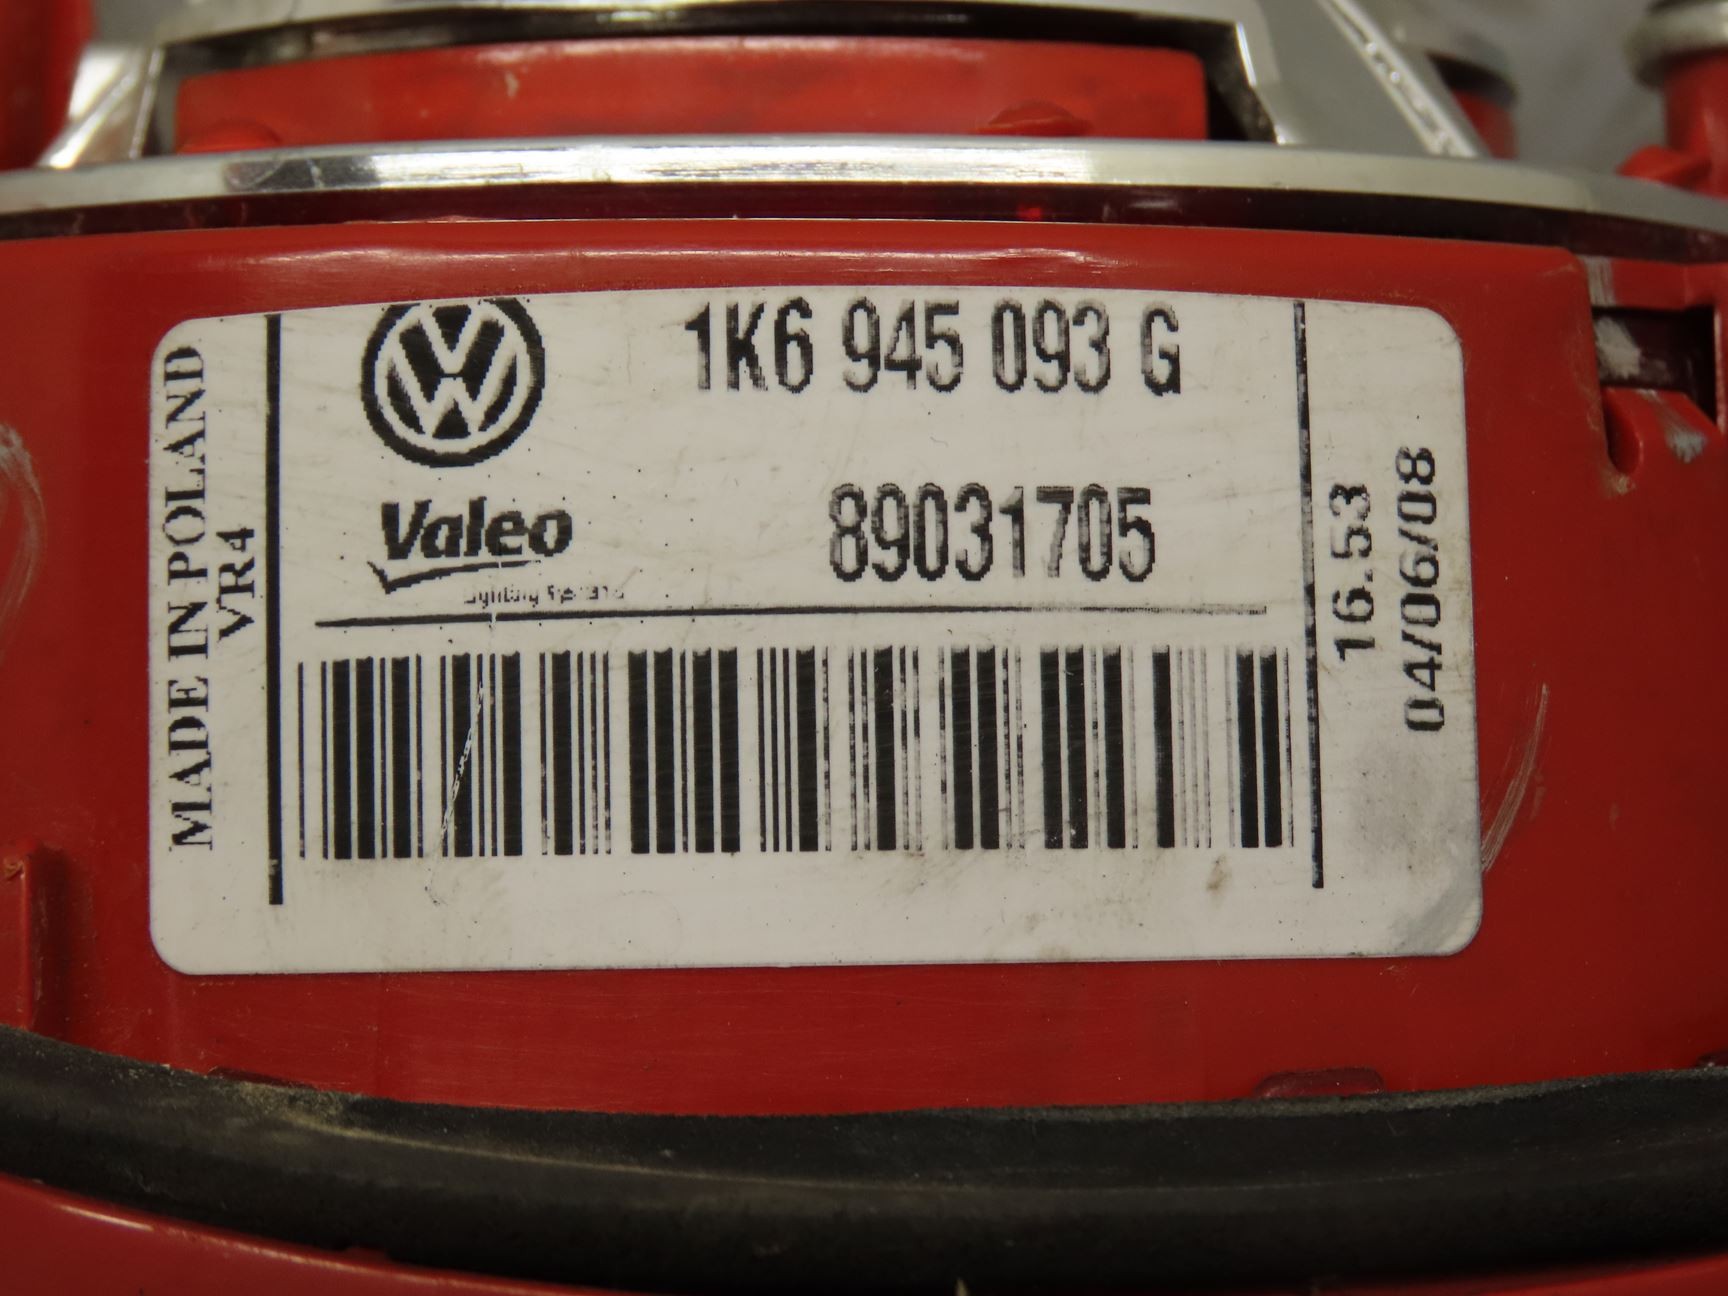 MADE IN POLAND
VR4
1K6 945 093 G
Valeo
89031705
16.53
04/06/08